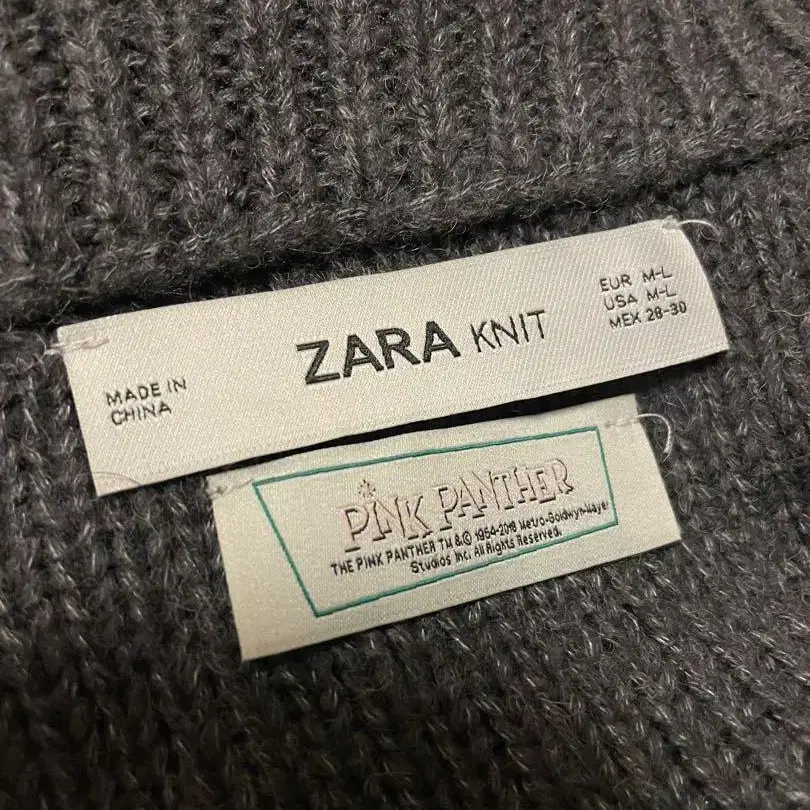 MADE IN
CHINA
ZARA KNIT
EUR M-L
USA M-L
MEX 28-30
PINK PANTHER
THE PINK PANTHER TM & © 1964-2019 Metro-Goldwyn-Mayer
Studios Inc. All Rights Reserved.